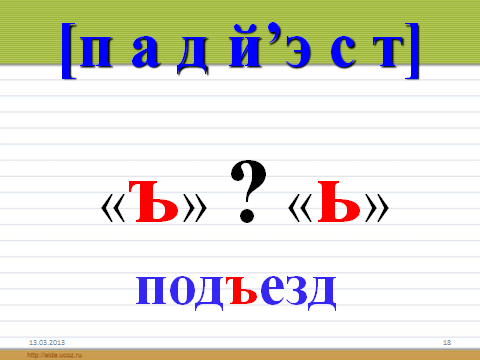 [п а д й’э с т]
«ъ» ? «ь»
подъезд
13.03.2013 18
http://aida.ucoz.ru